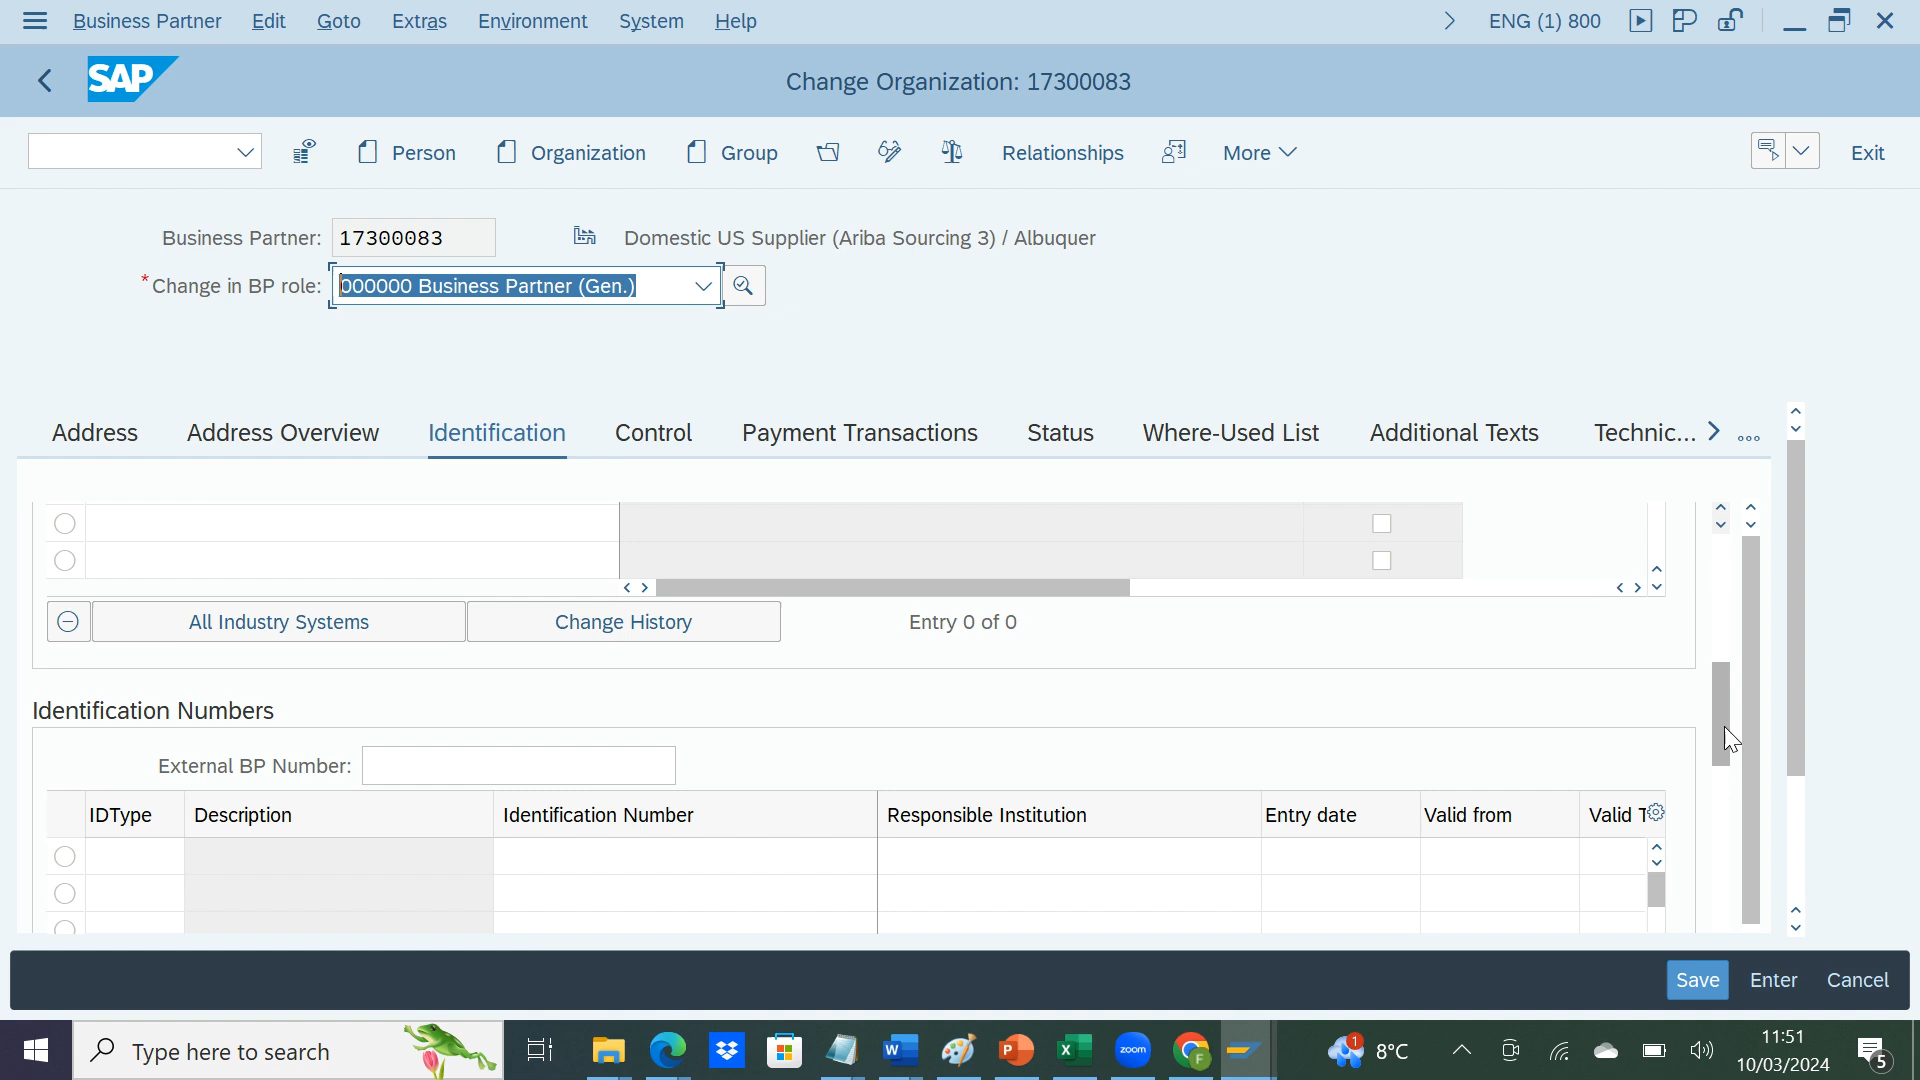 Business Partner Edit Goto Extras Environment System Help ENG (1) 800
SAP Change Organization: 17300083
Person Organization Group Relationships More Exit
Business Partner: 17300083 Domestic US Supplier (Ariba Sourcing 3) / Albuquer
* Change in BP role: 000000 Business Partner (Gen.)
Address Address Overview Identification Control Payment Transactions Status Where-Used List Additional Texts Technic...
All Industry Systems Change History Entry 0 of 0
Identification Numbers
External BP Number:
IDType Description Identification Number Responsible Institution Entry date Valid from Valid T
Save Enter Cancel
Type here to search W P X zoom F 1 8°C 11:51
10/03/2024 5